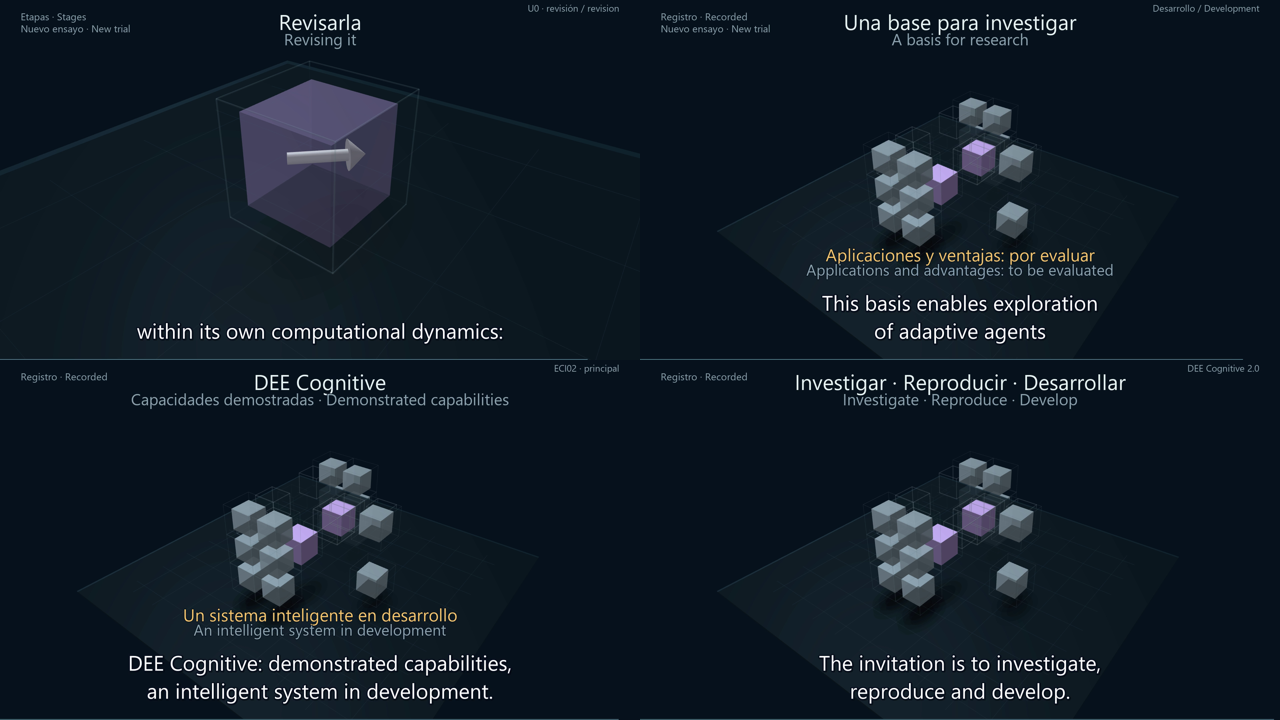 Etapas · Stages
Nuevo ensayo · New trial
U0 · revisión / revision
Revisarla
Revising it
within its own computational dynamics:
Registro · Recorded
Nuevo ensayo · New trial
Desarrollo / Development
Una base para investigar
A basis for research
Aplicaciones y ventajas: por evaluar
Applications and advantages: to be evaluated
This basis enables exploration
of adaptive agents
Registro · Recorded
ECI02 · principal
DEE Cognitive
Capacidades demostradas · Demonstrated capabilities
Un sistema inteligente en desarrollo
An intelligent system in development
DEE Cognitive: demonstrated capabilities,
an intelligent system in development.
Registro · Recorded
DEE Cognitive 2.0
Investigar · Reproducir · Desarrollar
Investigate · Reproduce · Develop
The invitation is to investigate,
reproduce and develop.